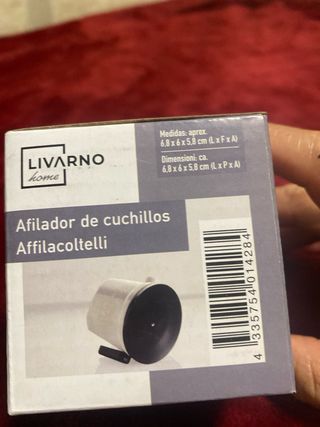 LIVARNO
home
Medidas: aprox.
6,8 x 6 x 5,8 cm (L x F x A)
Dimensioni: ca.
6,8 x 6 x 5,8 cm (L x P x A)
Afilador de cuchillos
Affilacoltelli
4 335754 014284